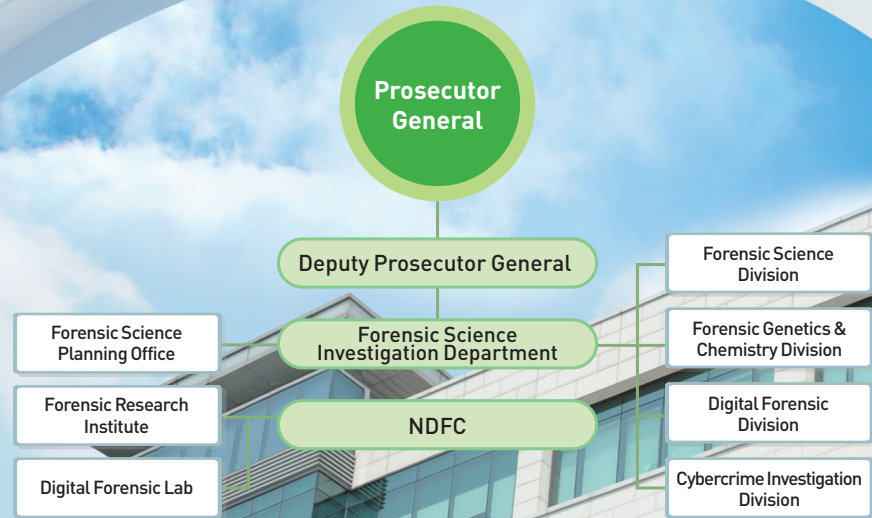 Prosecutor
General
Deputy Prosecutor General
Forensic Science
Investigation Department
NDFC
Forensic Science
Planning Office
Forensic Research
Institute
Digital Forensic Lab
Forensic Science
Division
Forensic Genetics &
Chemistry Division
Digital Forensic
Division
Cybercrime Investigation
Division